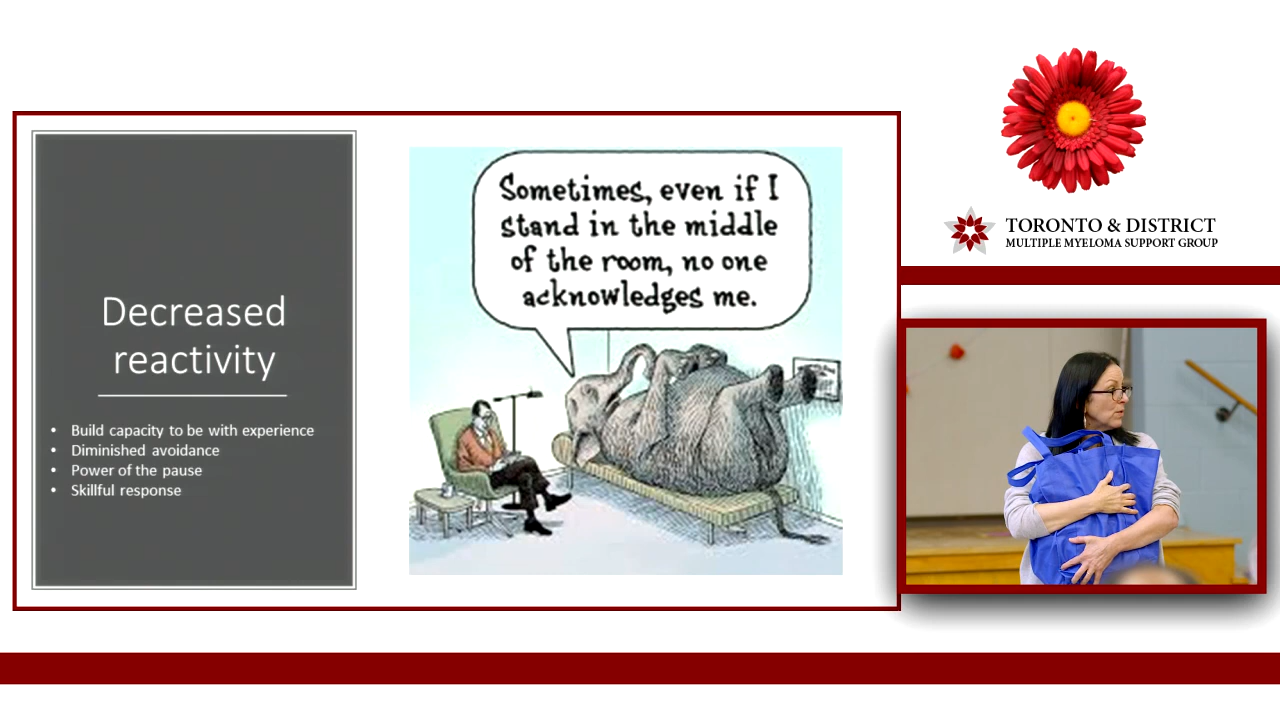 Decreased
reactivity
• Build capacity to be with experience
• Diminished avoidance
• Power of the pause
• Skillful response
Sometimes, even if I
stand in the middle
of the room, no one
acknowledges me.
TORONTO & DISTRICT
MULTIPLE MYELOMA SUPPORT GROUP